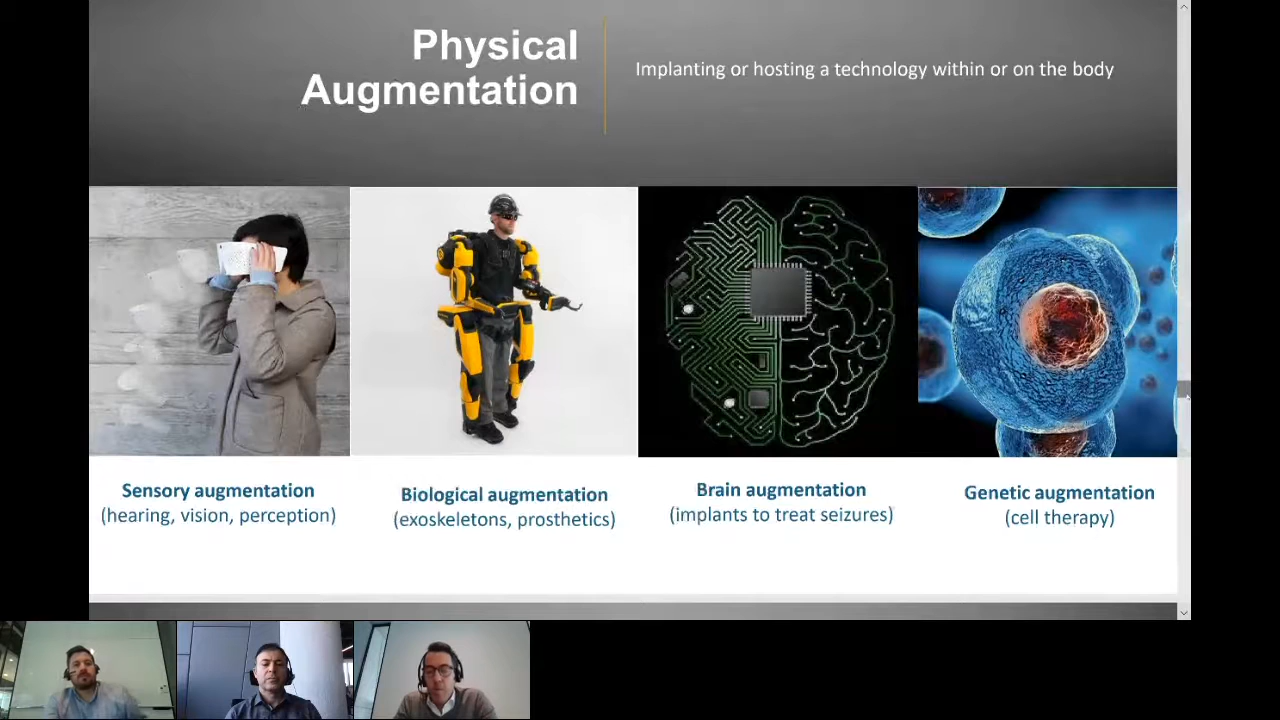 Physical
Augmentation
Implanting or hosting a technology within or on the body
Sensory augmentation
(hearing, vision, perception)
Biological augmentation
(exoskeletons, prosthetics)
Brain augmentation
(implants to treat seizures)
Genetic augmentation
(cell therapy)